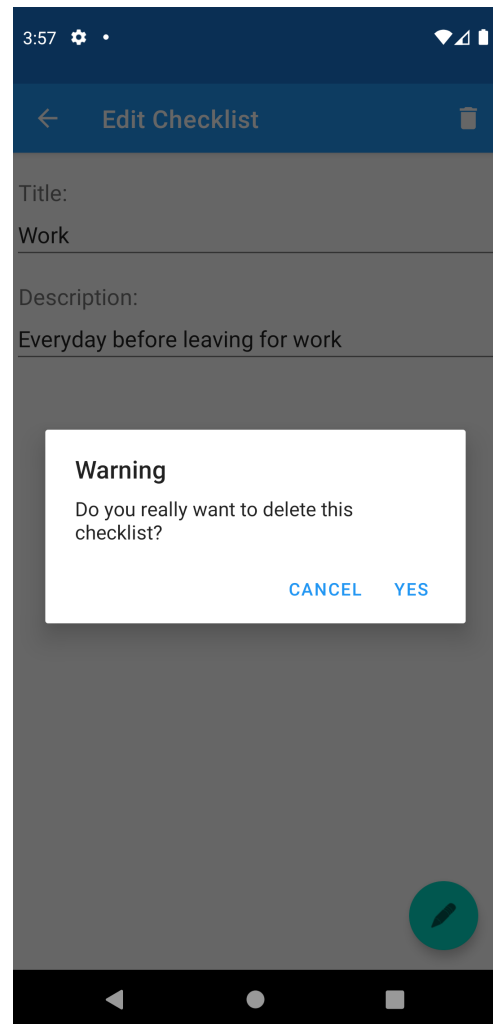 3:57
Edit Checklist
Title:
Work
Description:
Everyday before leaving for work
Warning
Do you really want to delete this
checklist?
CANCEL YES